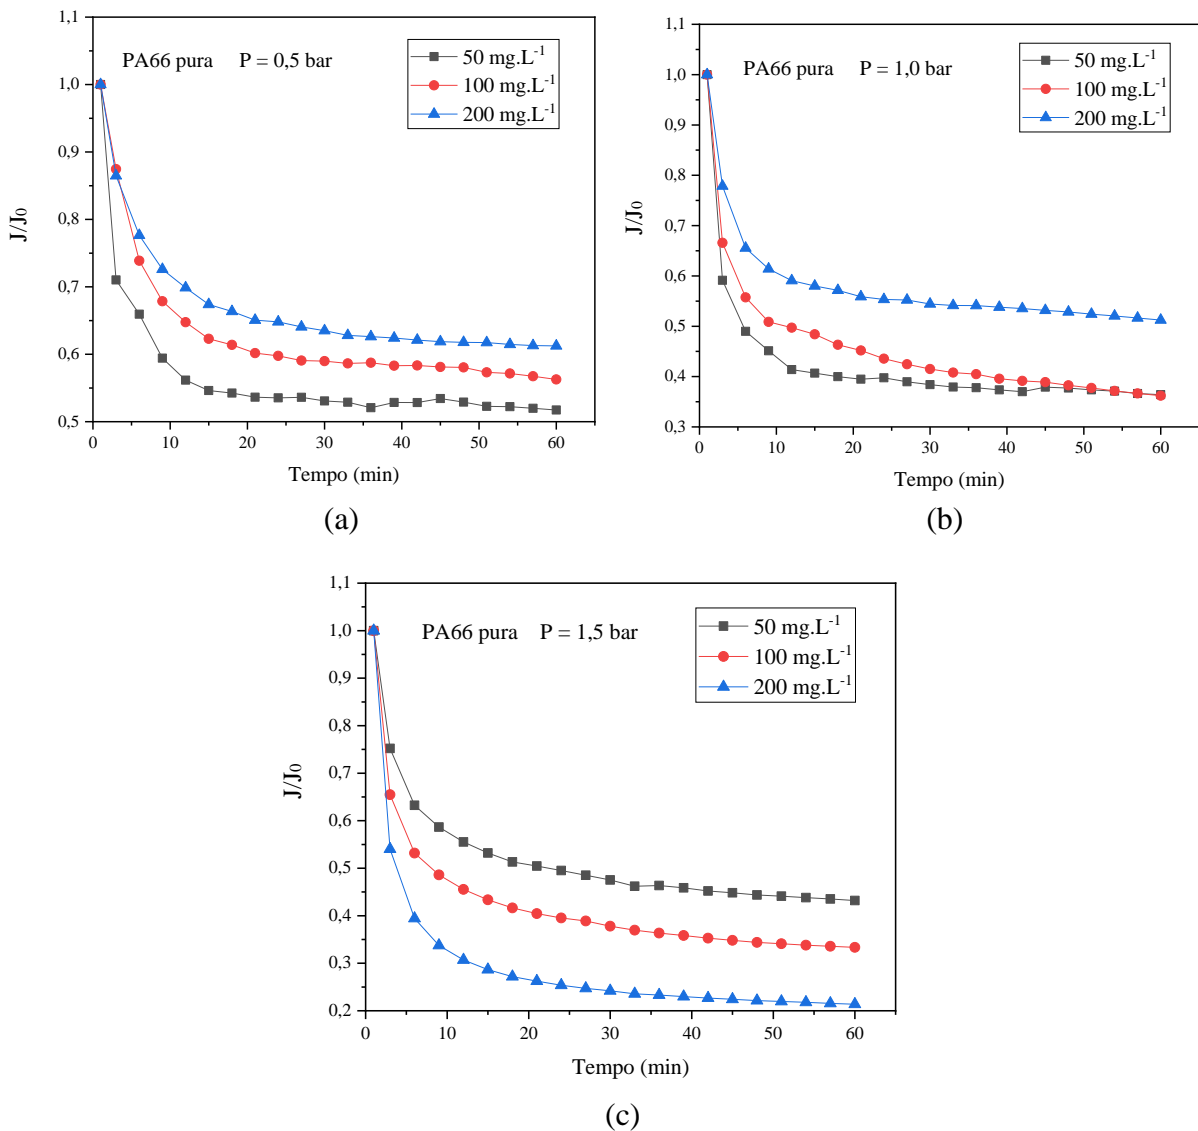 PA66 pura P = 0,5 bar
50 mg.L-1
100 mg.L-1
200 mg.L-1
1,1
1,0
0,9
0,8
0,7
0,6
0,5
J/J0
0 10 20 30 40 50 60
Tempo (min)
(a)
PA66 pura P = 1,0 bar
50 mg.L-1
100 mg.L-1
200 mg.L-1
1,1
1,0
0,9
0,8
0,7
0,6
0,5
0,4
0,3
J/J0
0 10 20 30 40 50 60
Tempo (min)
(b)
PA66 pura P = 1,5 bar
50 mg.L-1
100 mg.L-1
200 mg.L-1
1,1
1,0
0,9
0,8
0,7
0,6
0,5
0,4
0,3
0,2
J/J0
0 10 20 30 40 50 60
Tempo (min)
(c)